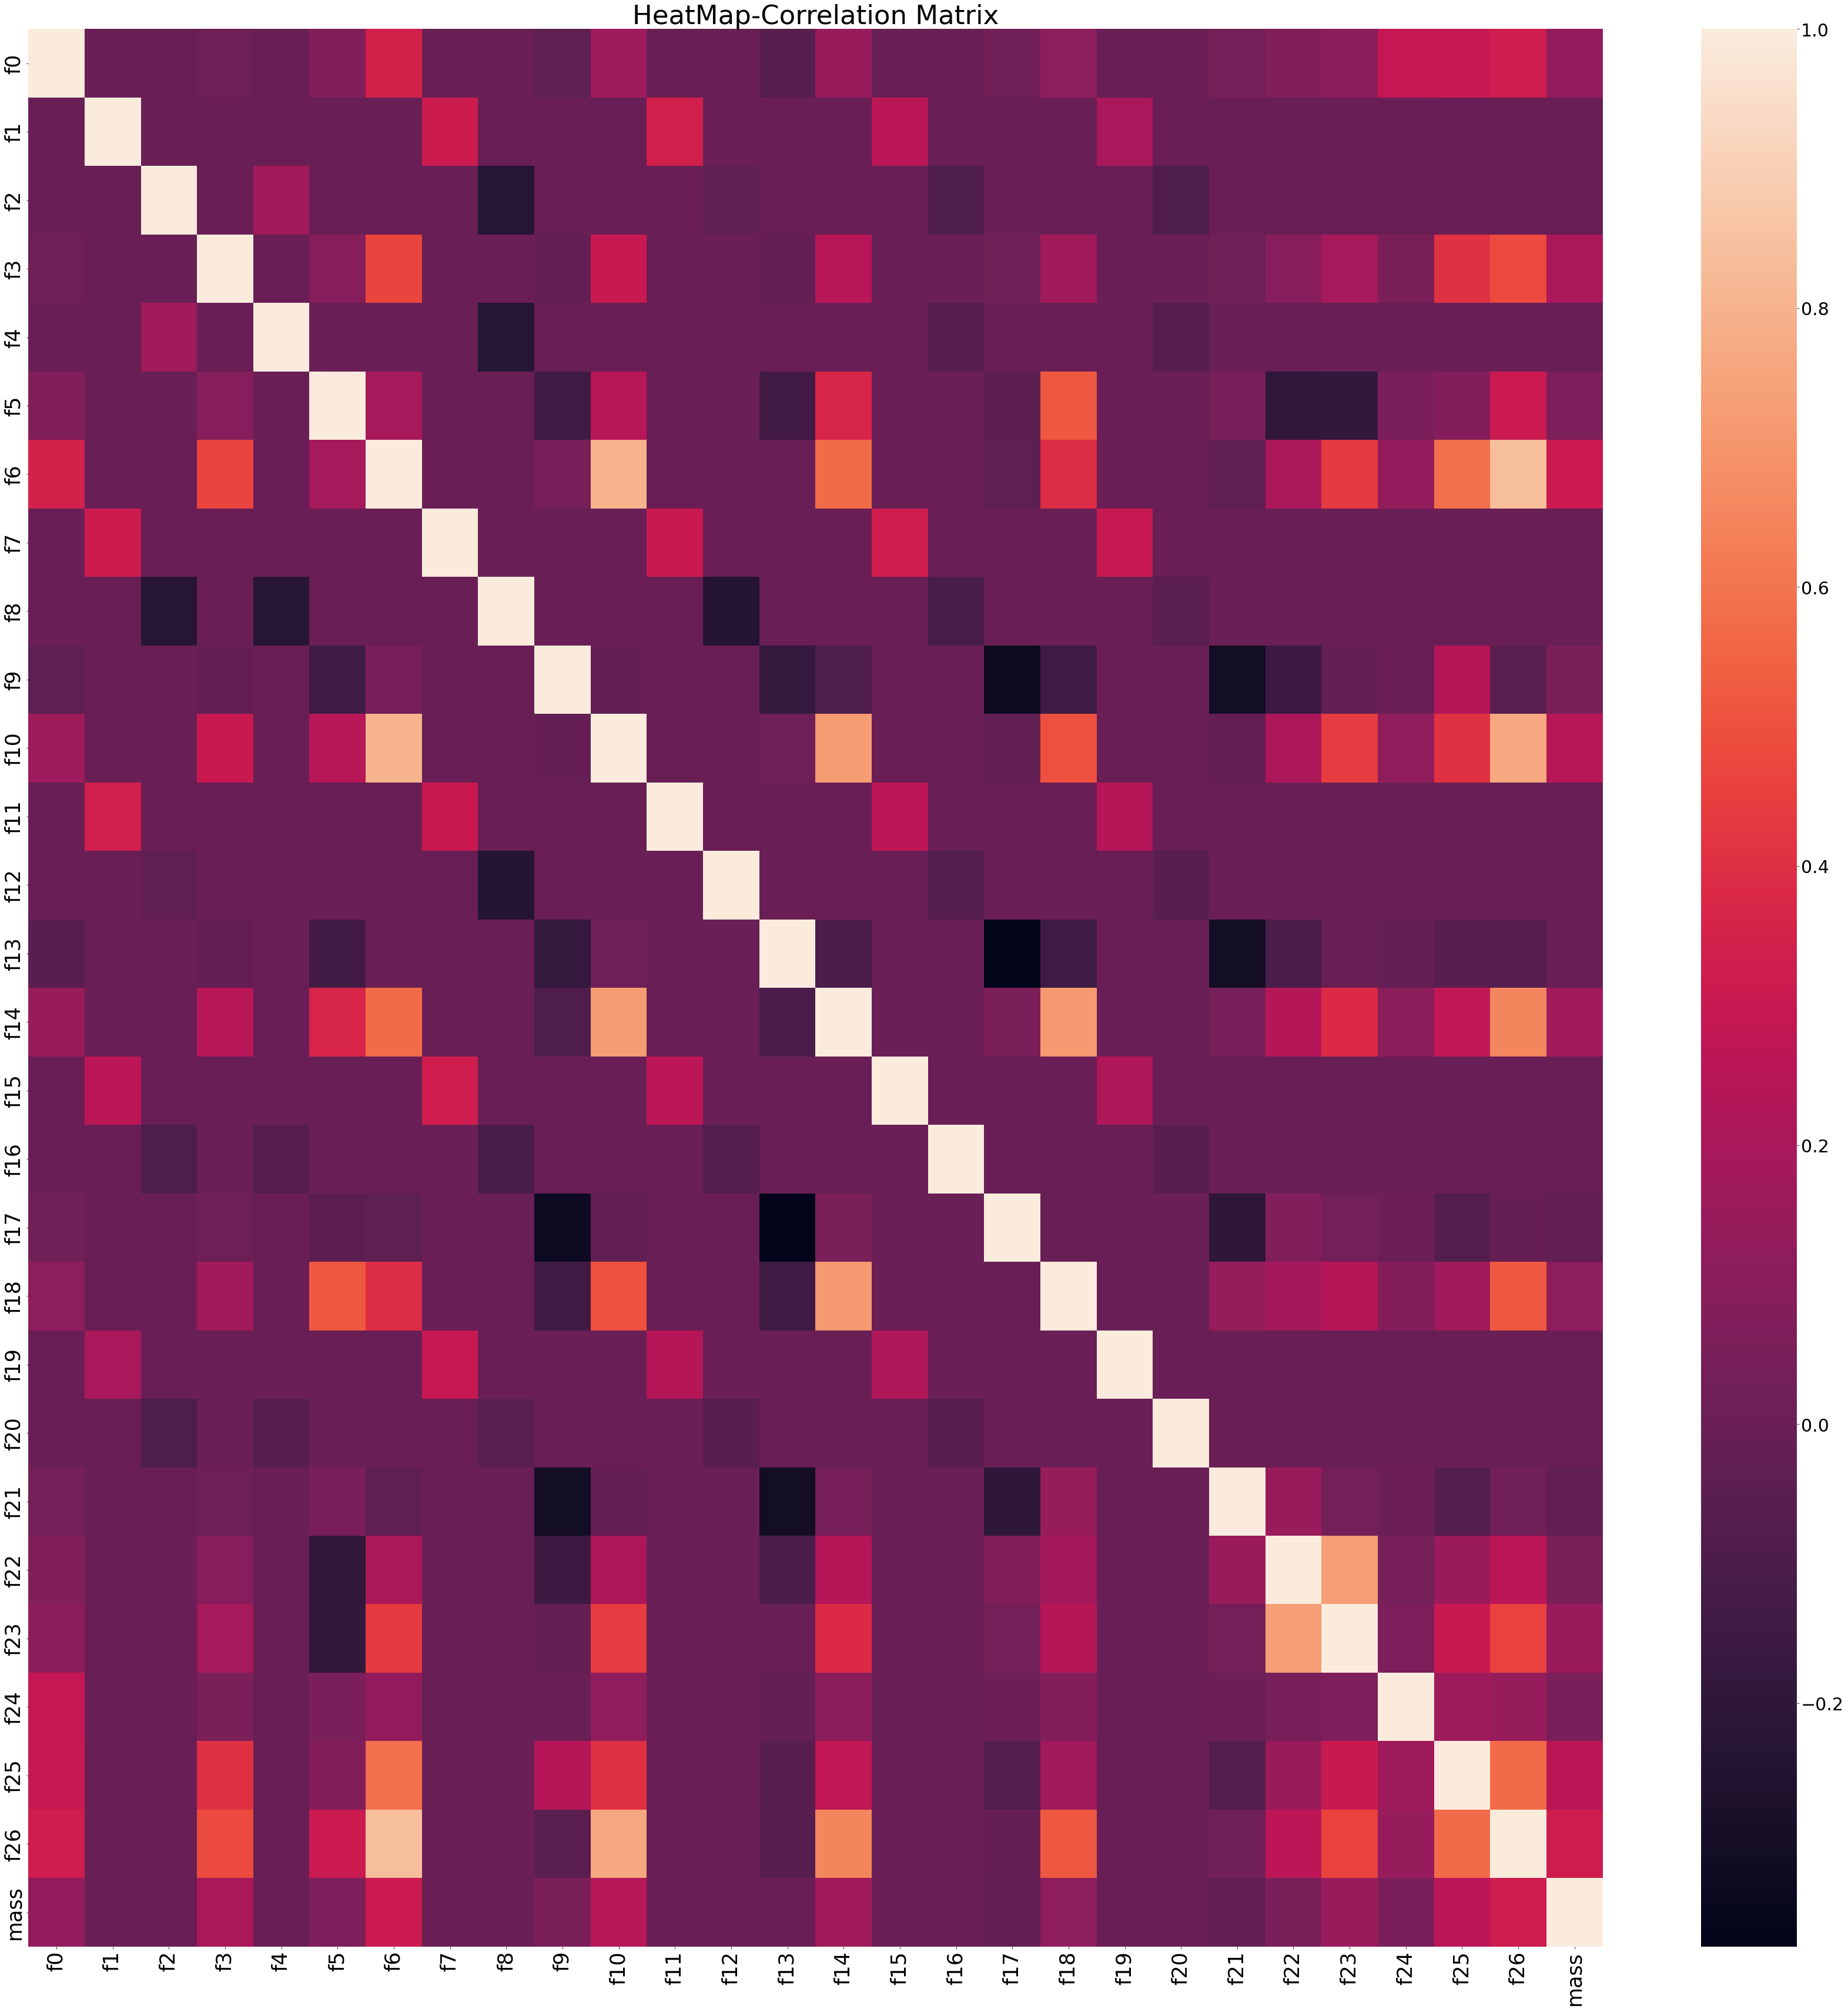 HeatMap-Correlation Matrix
f0
f1
f2
f3
f4
f5
f6
f7
f8
f9
f10
f11
f12
f13
f14
f15
f16
f17
f18
f19
f20
f21
f22
f23
f24
f25
f26
mass
f0 f1 f2 f3 f4 f5 f6 f7 f8 f9 f10 f11 f12 f13 f14 f15 f16 f17 f18 f19 f20 f21 f22 f23 f24 f25 f26 mass
1.0
0.8
0.6
0.4
0.2
0.0
−0.2